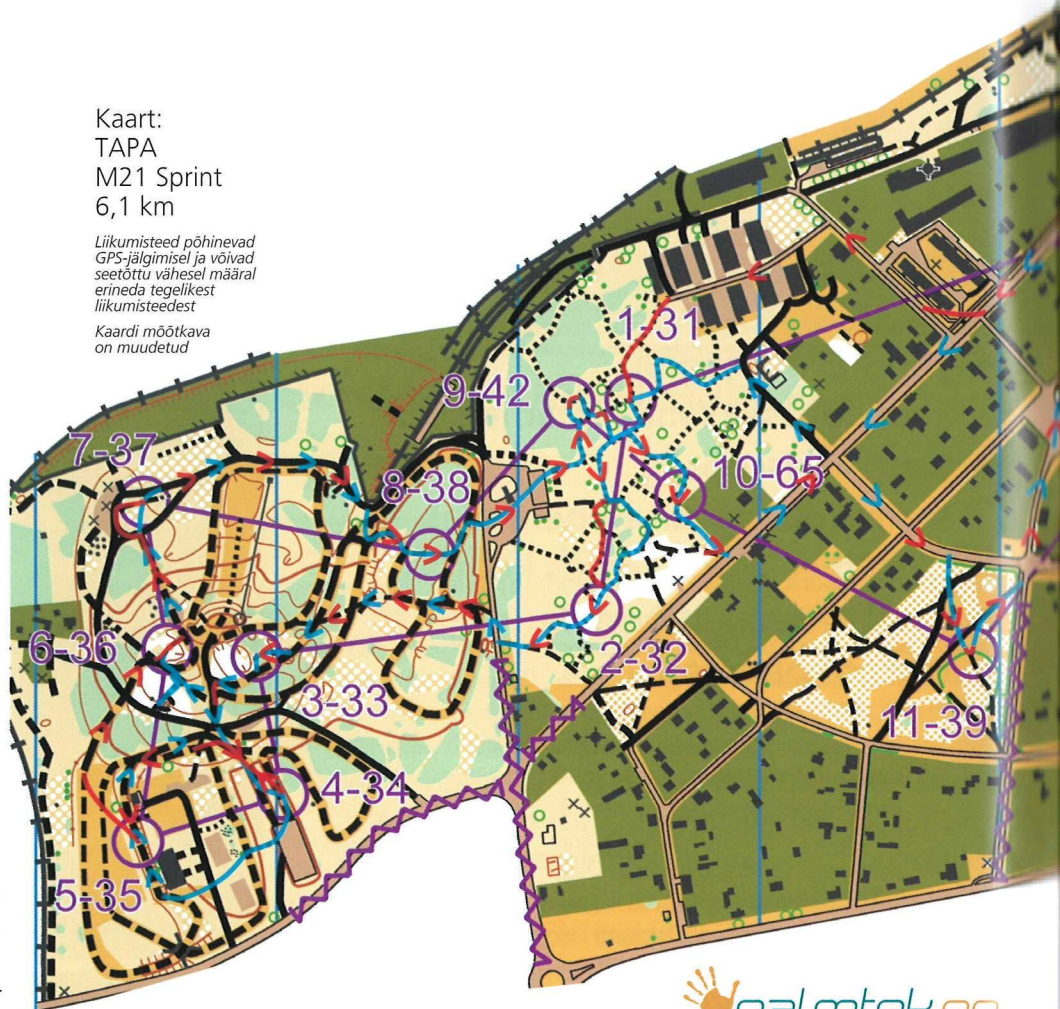 Kaart:
TAPA
M21 Sprint
6,1 km
Liikumisteed põhinevad
GPS-jälgimisel ja võivad
seetõttu vähesel määral
erineda tegelikest
liikumisteedest
Kaardi mõõtkava
on muudetud
1-31
9-42
7-37
8-38
10-65
6-36
2-32
3-33
11-39
4-34
5-35